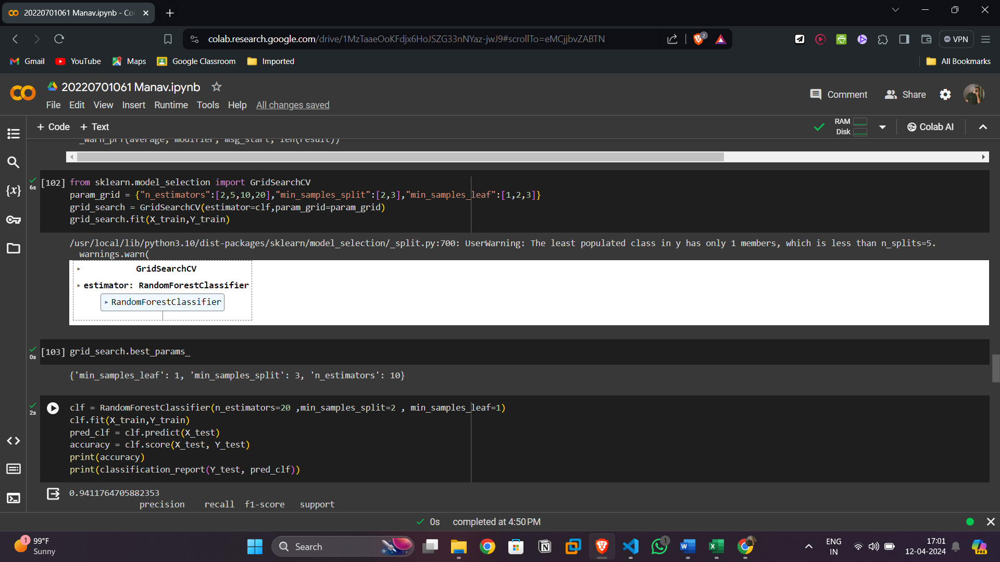 20220701061 Manav.ipynb - Co
colab.research.google.com/drive/1MzTaaeOoKFdjx6HoJSZG33nNYaz-jwJ9#scrollTo=eMCjjbvZABTN
2
VPN
Gmail
YouTube
Maps
Google Classroom
Imported
All Bookmarks
20220701061 Manav.ipynb
Comment
Share
File Edit View Insert Runtime Tools Help All changes saved
+ Code + Text
RAM
Disk
Colab AI
_warn_prf(average, modifier, msg_start, len(result))
6s
[102] from sklearn.model_selection import GridSearchCV
param_grid = {"n_estimators":[2,5,10,20],"min_samples_split":[2,3],"min_samples_leaf":[1,2,3]}
grid_search = GridSearchCV(estimator=clf,param_grid=param_grid)
grid_search.fit(X_train,Y_train)
/usr/local/lib/python3.10/dist-packages/sklearn/model_selection/_split.py:700: UserWarning: The least populated class in y has only 1 members, which is less than n_splits=5.
warnings.warn(
GridSearchCV
estimator: RandomForestClassifier
RandomForestClassifier
0s
[103] grid_search.best_params_
{'min_samples_leaf': 1, 'min_samples_split': 3, 'n_estimators': 10}
2s
clf = RandomForestClassifier(n_estimators=20 ,min_samples_split=2 , min_samples_leaf=1)
clf.fit(X_train,Y_train)
pred_clf = clf.predict(X_test)
accuracy = clf.score(X_test, Y_test)
print(accuracy)
print(classification_report(Y_test, pred_clf))
0.9411764705882353
precision recall f1-score support
0s completed at 4:50 PM
1
99°F
Sunny
Search
1
ENG
IN
17:01
12-04-2024
PRE